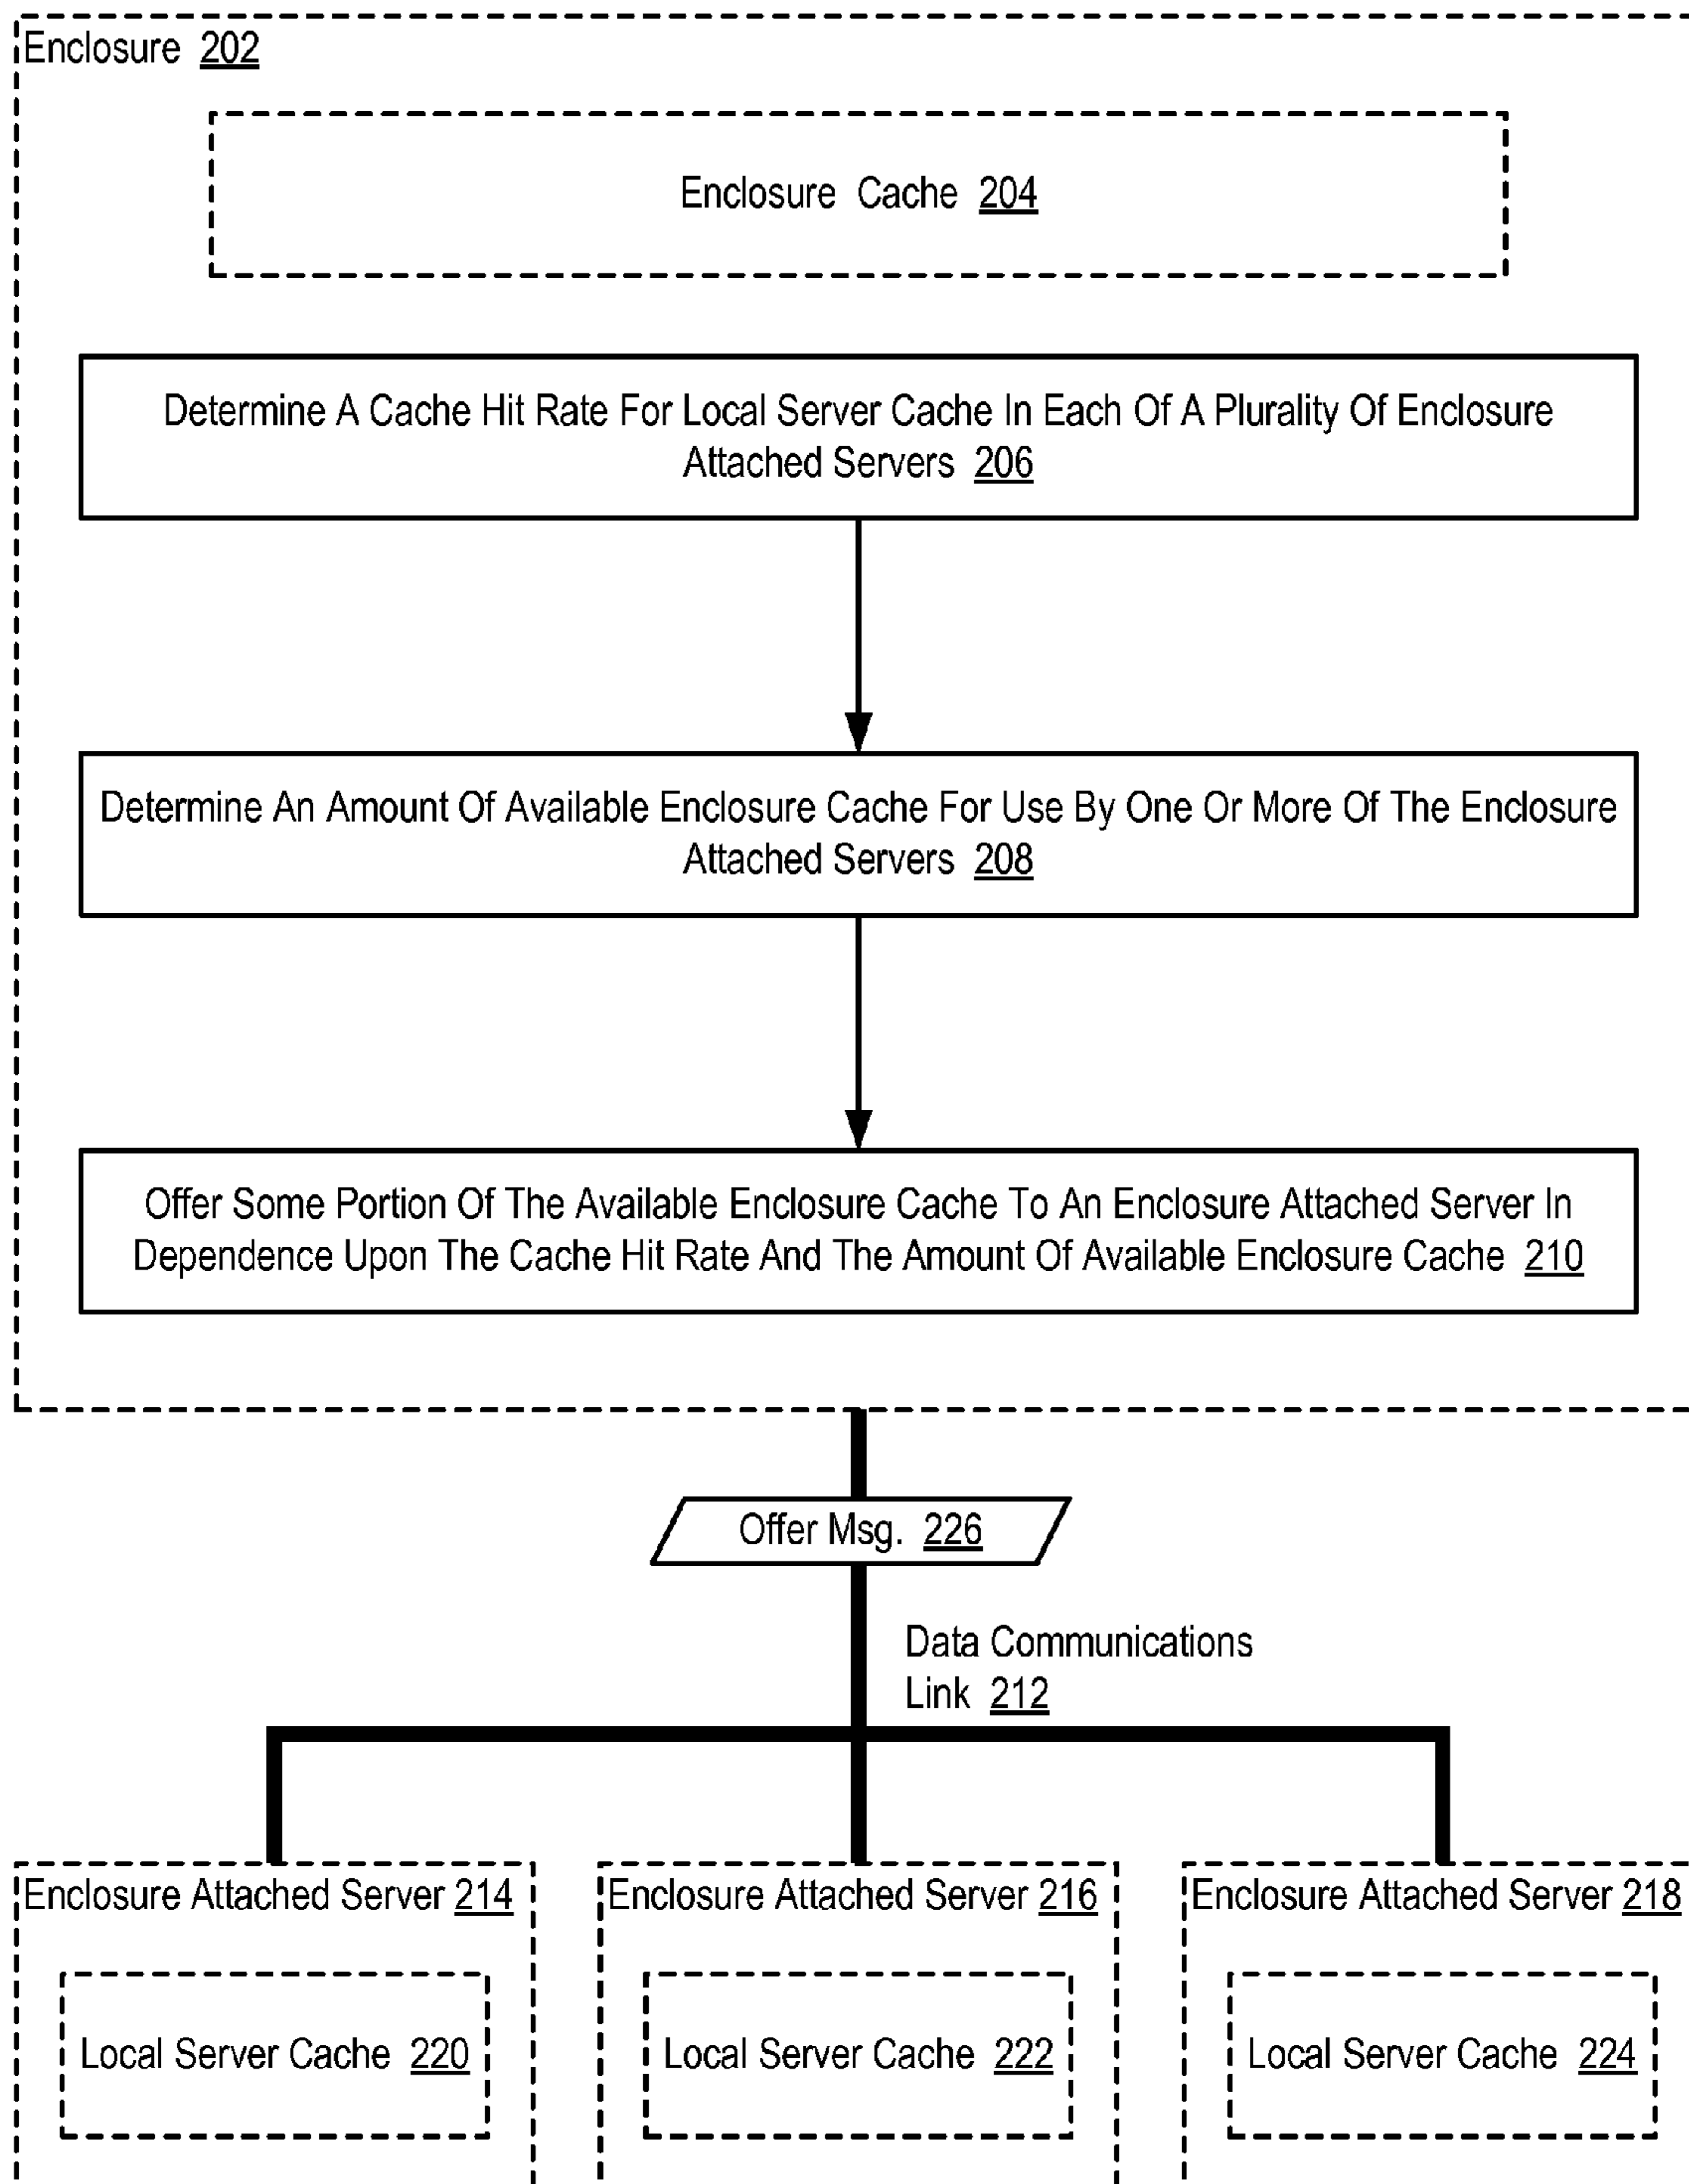 Enclosure 202
Enclosure Cache 204
Determine A Cache Hit Rate For Local Server Cache In Each Of A Plurality Of Enclosure
Attached Servers 206
Determine An Amount Of Available Enclosure Cache For Use By One Or More Of The Enclosure
Attached Servers 208
Offer Some Portion Of The Available Enclosure Cache To An Enclosure Attached Server In
Dependence Upon The Cache Hit Rate And The Amount Of Available Enclosure Cache 210
Offer Msg. 226
Data Communications
Link 212
Enclosure Attached Server 214
Local Server Cache 220
Enclosure Attached Server 216
Local Server Cache 222
Enclosure Attached Server 218
Local Server Cache 224